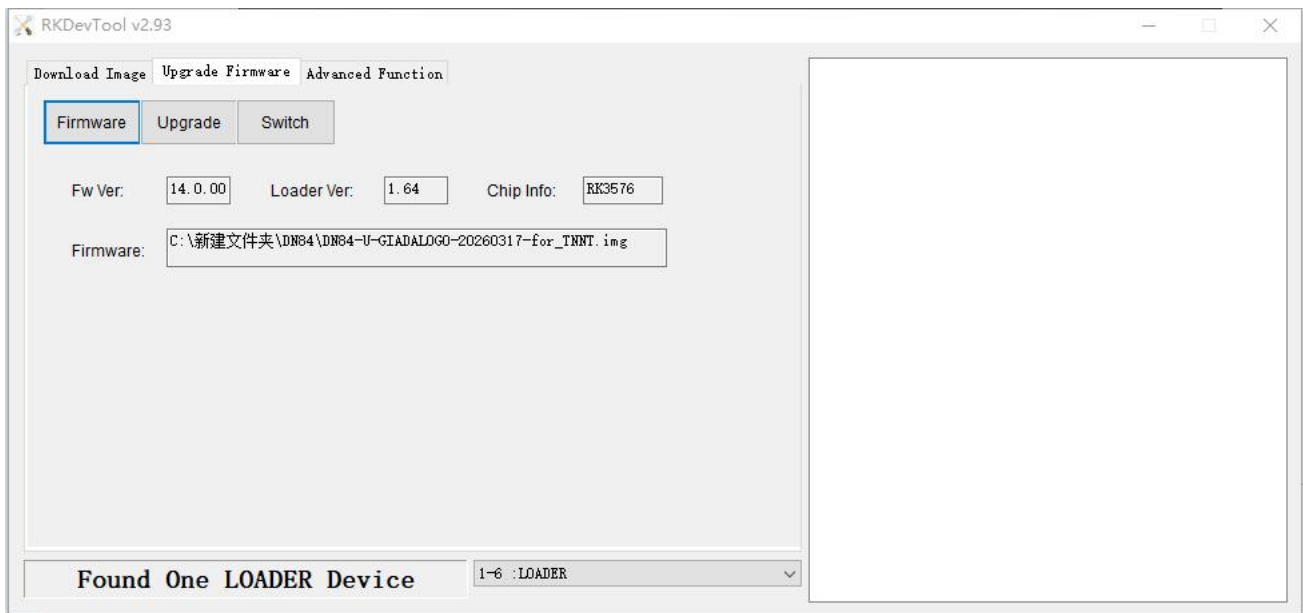 RKDevTool v2.93
Download Image Upgrade Firmware Advanced Function
Firmware Upgrade Switch
Fw Ver: 14.0.00 Loader Ver: 1.64 Chip Info: RK3576
Firmware: C:\新建文件夹\DN84\DN84-U-GIADALOGO-20260317-for_TNNT.img
Found One LOADER Device 1-6 :LOADER